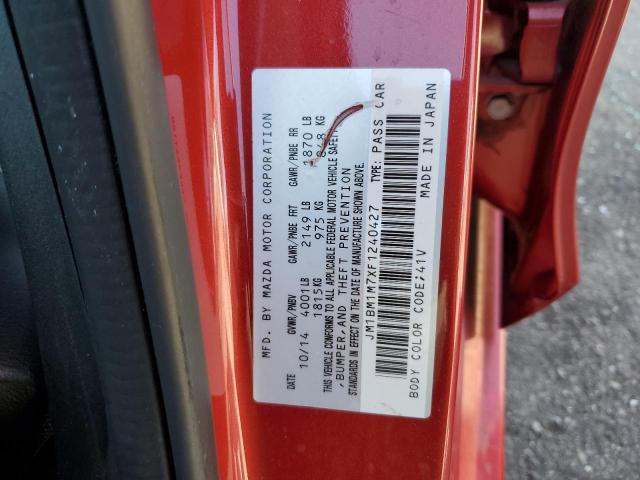 MFD. BY MAZDA MOTOR CORPORATION
DATE GVWR/PNBV GAWR/PNBE FRT GAWR/PNBE RR
10/14 4001LB 2149 LB 1870 LB
1815KG 975 KG KG
THIS VEHICLE CONFORMS TO ALL APPLICABLE FEDERAL MOTOR VEHICLE SAFETY
,BUMPER,AND THEFT PREVENTION
STANDARDS IN EFFECT ON THE DATE OF MANUFACTURE SHOWN ABOVE.
JM1BM1M7XF1240427 TYPE: PASS CAR
BODY COLOR CODE;41V MADE IN JAPAN